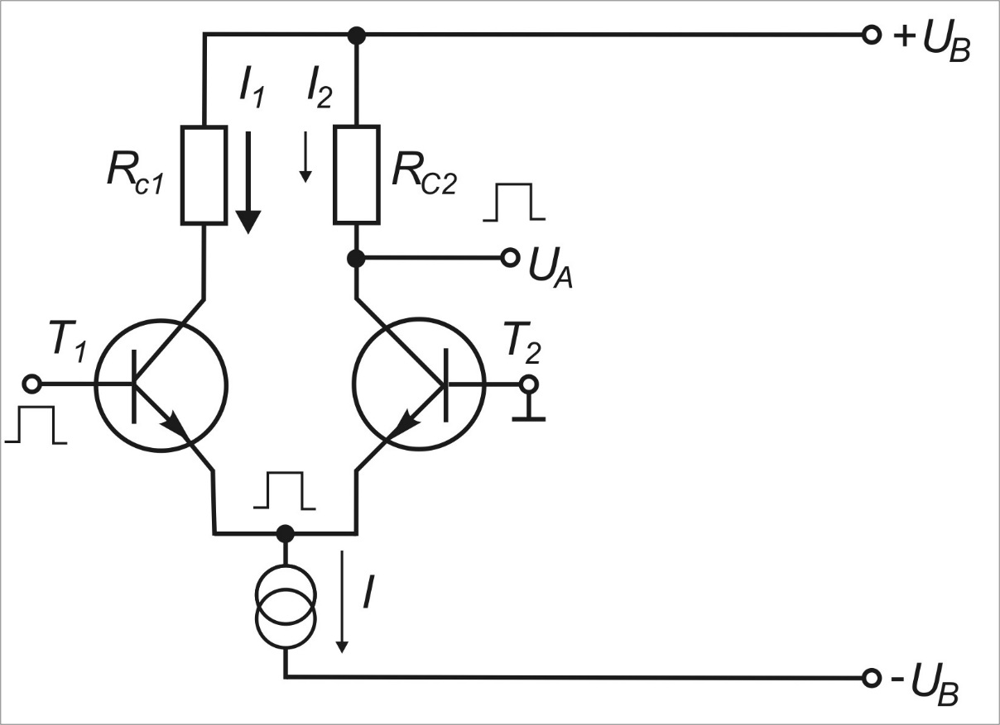 +U_B
I_1
I_2
R_c1
R_C2
U_A
T_1
T_2
I
-U_B